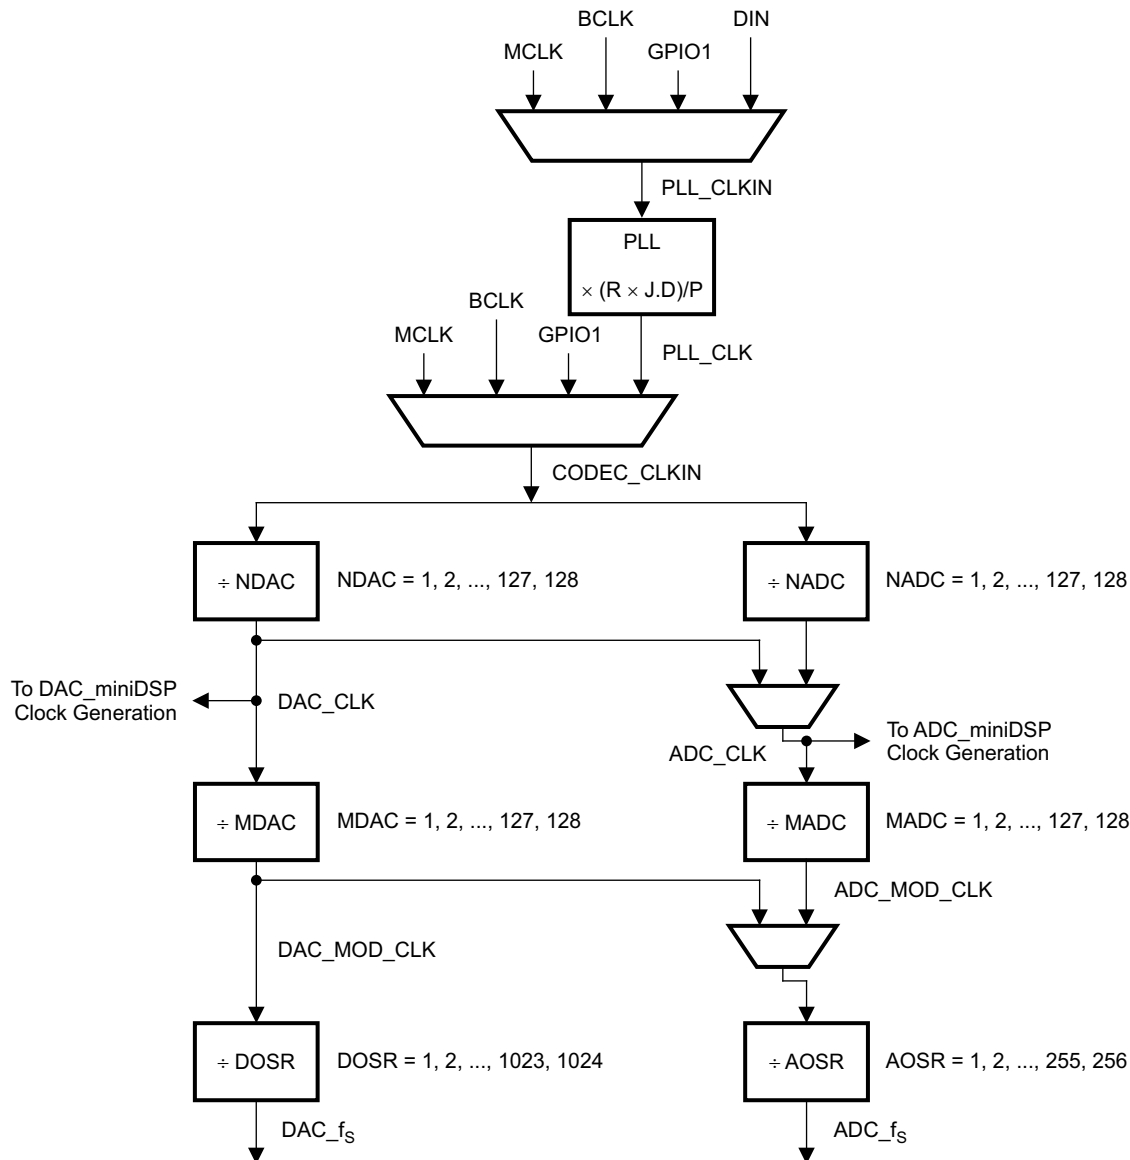 BCLK
DIN
MCLK
GPIO1
PLL_CLKIN
PLL
× (R × J.D)/P
BCLK
MCLK
GPIO1
PLL_CLK
CODEC_CLKIN
÷ NDAC
NDAC = 1, 2, ..., 127, 128
÷ NADC
NADC = 1, 2, ..., 127, 128
To DAC_miniDSP
Clock Generation
DAC_CLK
ADC_CLK
To ADC_miniDSP
Clock Generation
÷ MDAC
MDAC = 1, 2, ..., 127, 128
÷ MADC
MADC = 1, 2, ..., 127, 128
ADC_MOD_CLK
DAC_MOD_CLK
÷ DOSR
DOSR = 1, 2, ..., 1023, 1024
÷ AOSR
AOSR = 1, 2, ..., 255, 256
DAC_fS
ADC_fS